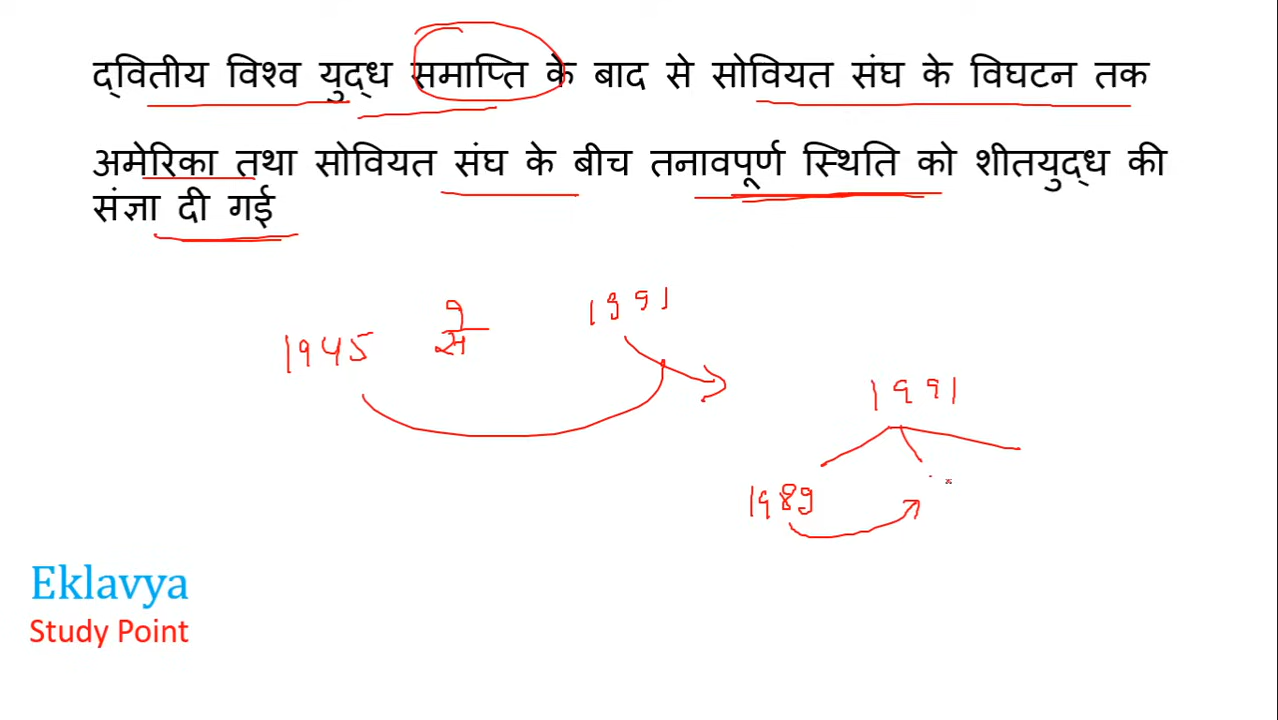 द्वितीय विश्व युद्ध समाप्ति के बाद से सोवियत संघ के विघटन तक
अमेरिका तथा सोवियत संघ के बीच तनावपूर्ण स्थिति को शीतयुद्ध की
संज्ञा दी गई
1945 से 1991
1991
1989
Eklavya
Study Point